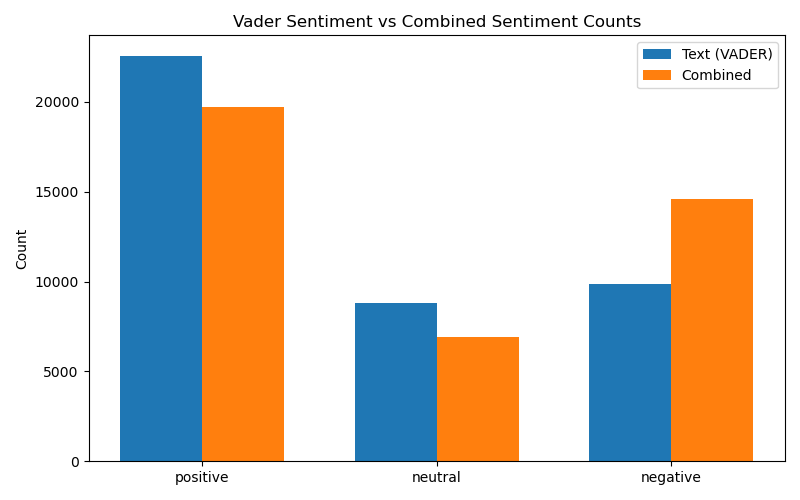 Vader Sentiment vs Combined Sentiment Counts
Text (VADER)
Combined
Count
20000
15000
10000
5000
0
positive
neutral
negative